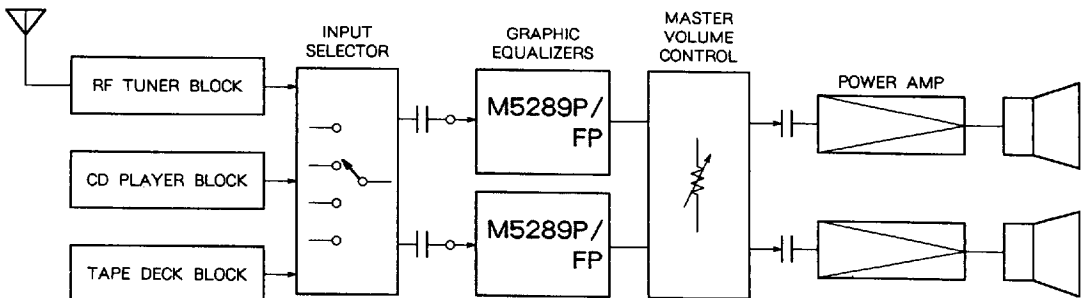 INPUT
SELECTOR
GRAPHIC
EQUALIZERS
MASTER
VOLUME
CONTROL
POWER AMP
RF TUNER BLOCK
CD PLAYER BLOCK
TAPE DECK BLOCK
M5289P/
FP
M5289P/
FP